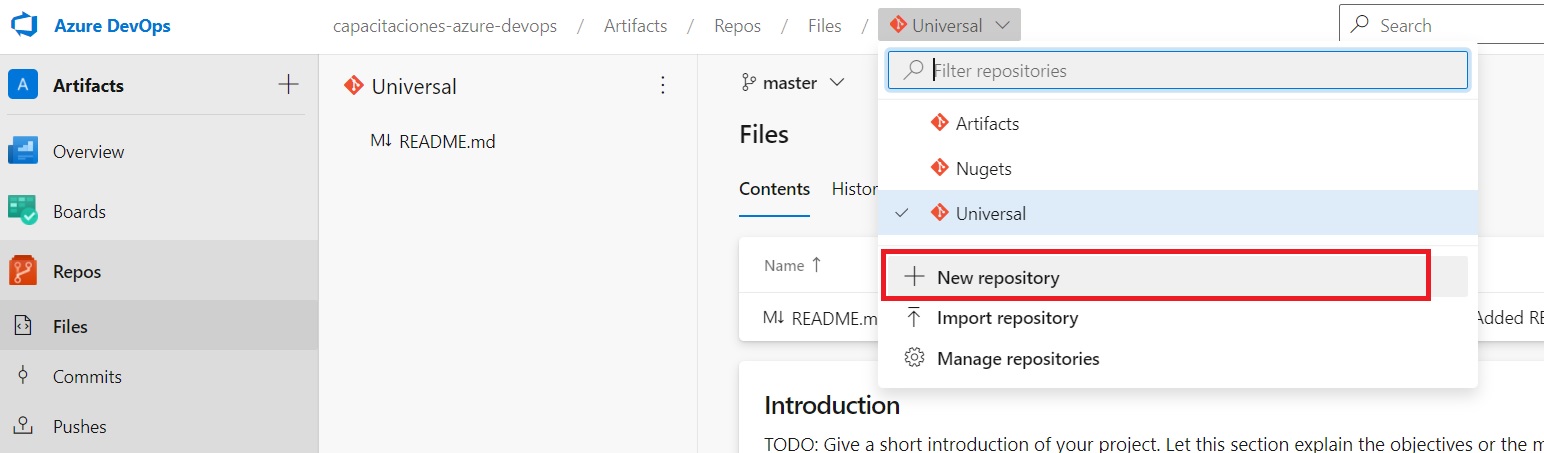 Azure DevOps
capacitaciones-azure-devops / Artifacts / Repos / Files / Universal
Search
A Artifacts
Overview
Boards
Repos
Files
Commits
Pushes
Universal
M↓ README.md
master
Files
Contents Histor
Name ↑
M↓ README.m
Added RE
Filter repositories
Artifacts
Nugets
Universal
New repository
Import repository
Manage repositories
Introduction
TODO: Give a short introduction of your project. Let this section explain the objectives or the m